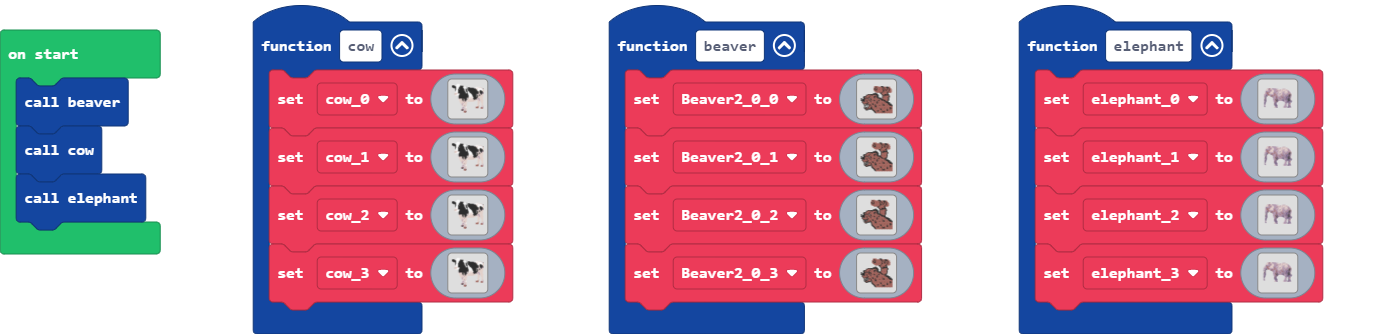 on start
call beaver
call cow
call elephant
function cow
set cow_0 to
set cow_1 to
set cow_2 to
set cow_3 to
function beaver
set Beaver2_0_0 to
set Beaver2_0_1 to
set Beaver2_0_2 to
set Beaver2_0_3 to
function elephant
set elephant_0 to
set elephant_1 to
set elephant_2 to
set elephant_3 to